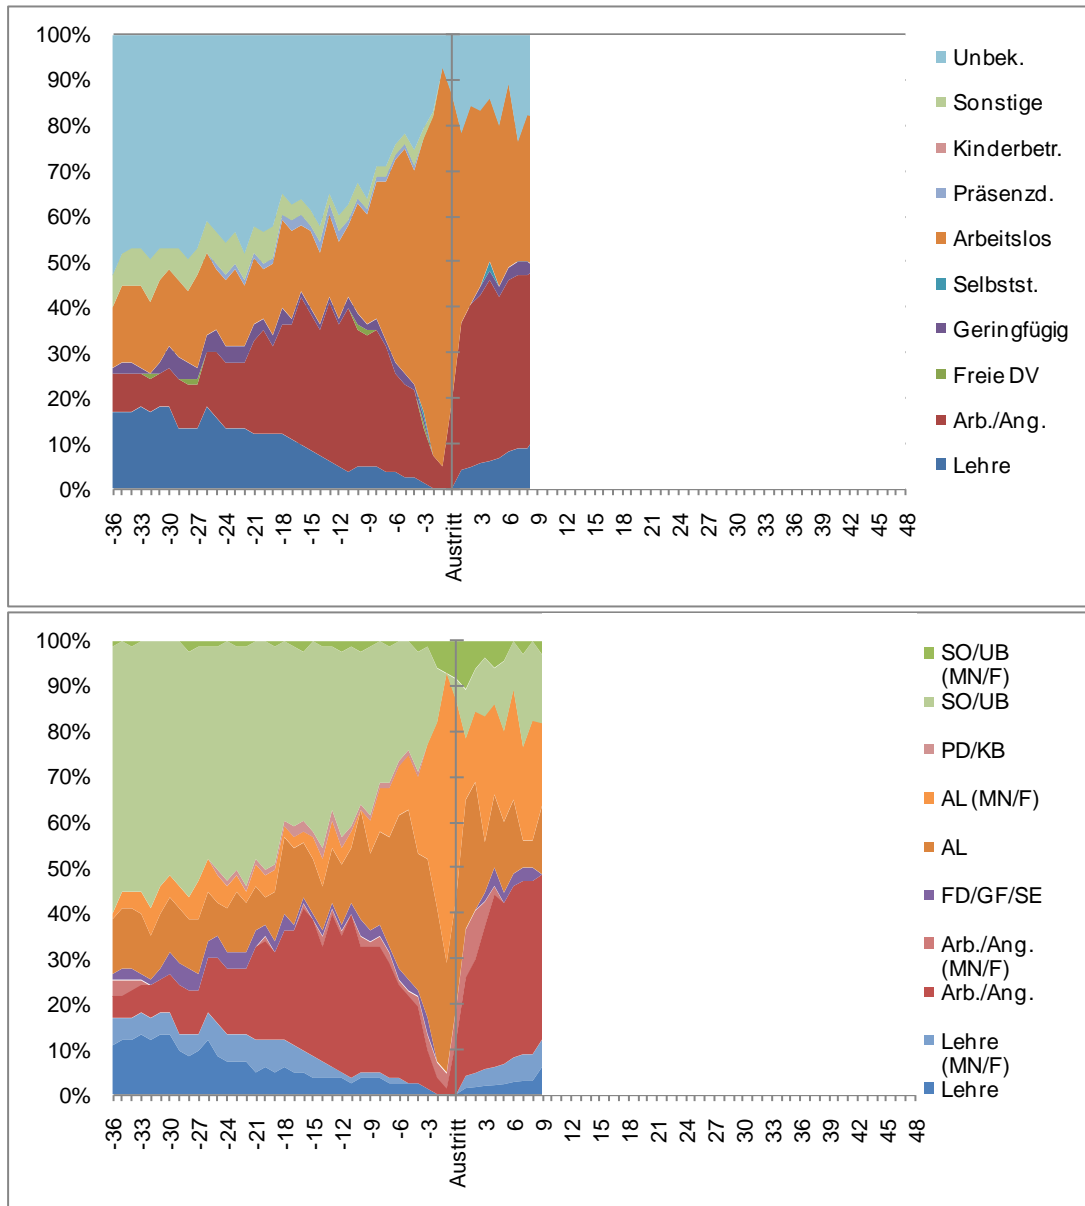 100%
90%
80%
70%
60%
50%
40%
30%
20%
10%
0%
-36 -33 -30 -27 -24 -21 -18 -15 -12 -9 -6 -3 Austritt 3 6 9 12 15 18 21 24 27 30 33 36 39 42 45 48
Unbek.
Sonstige
Kinderbetr.
Präsenzd.
Arbeitslos
Selbstst.
Geringfügig
Freie DV
Arb./Ang.
Lehre
100%
90%
80%
70%
60%
50%
40%
30%
20%
10%
0%
-36 -33 -30 -27 -24 -21 -18 -15 -12 -9 -6 -3 Austritt 3 6 9 12 15 18 21 24 27 30 33 36 39 42 45 48
SO/UB
(MN/F)
SO/UB
PD/KB
AL (MN/F)
AL
FD/GF/SE
Arb./Ang.
(MN/F)
Arb./Ang.
Lehre
(MN/F)
Lehre